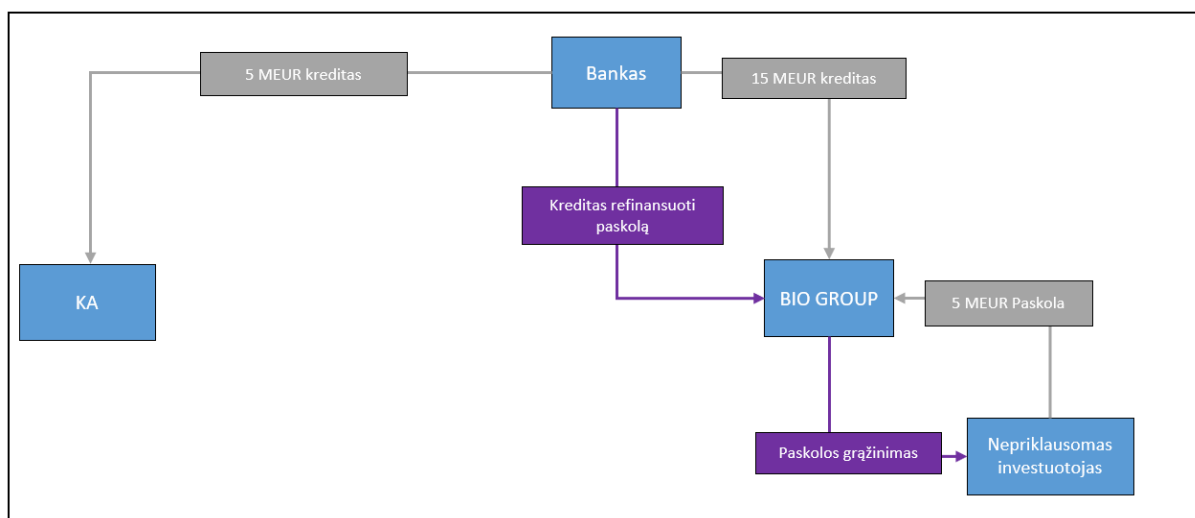 5 MEUR kreditas
Bankas
15 MEUR kreditas
Kreditas refinansuoti
paskolą
KA
BIO GROUP
5 MEUR Paskola
Paskolos grąžinimas
Nepriklausomas
investuotojas